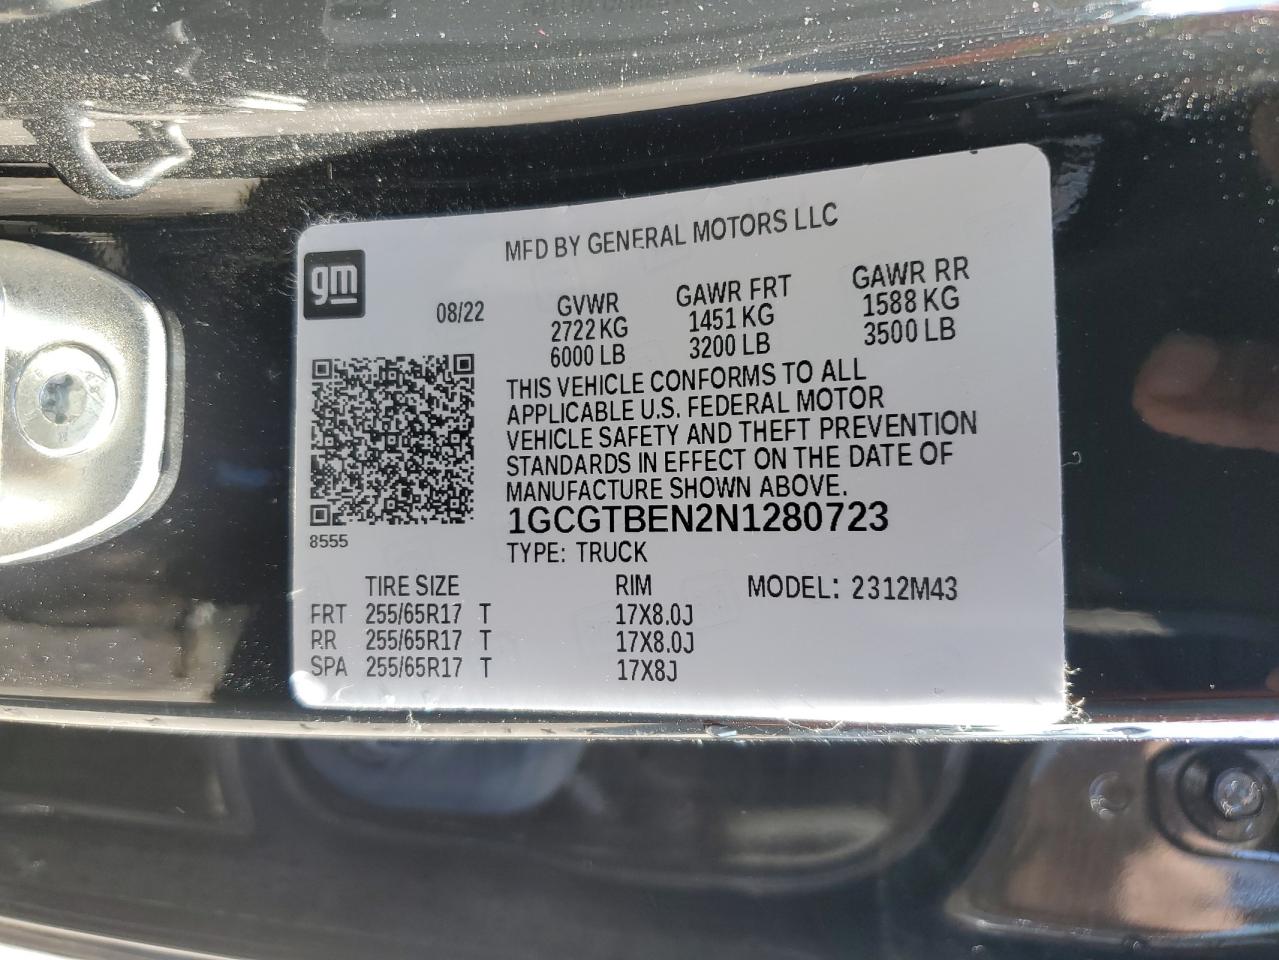 MFD BY GENERAL MOTORS LLC
gm
08/22
GVWR GAWR FRT GAWR RR
2722 KG 1451 KG 1588 KG
6000 LB 3200 LB 3500 LB
THIS VEHICLE CONFORMS TO ALL
APPLICABLE U.S. FEDERAL MOTOR
VEHICLE SAFETY AND THEFT PREVENTION
STANDARDS IN EFFECT ON THE DATE OF
MANUFACTURE SHOWN ABOVE.
1GCGTBEN2N1280723
8555
TYPE: TRUCK
TIRE SIZE RIM MODEL: 2312M43
FRT 255/65R17 T 17X8.0J
RR 255/65R17 T 17X8.0J
SPA 255/65R17 T 17X8J